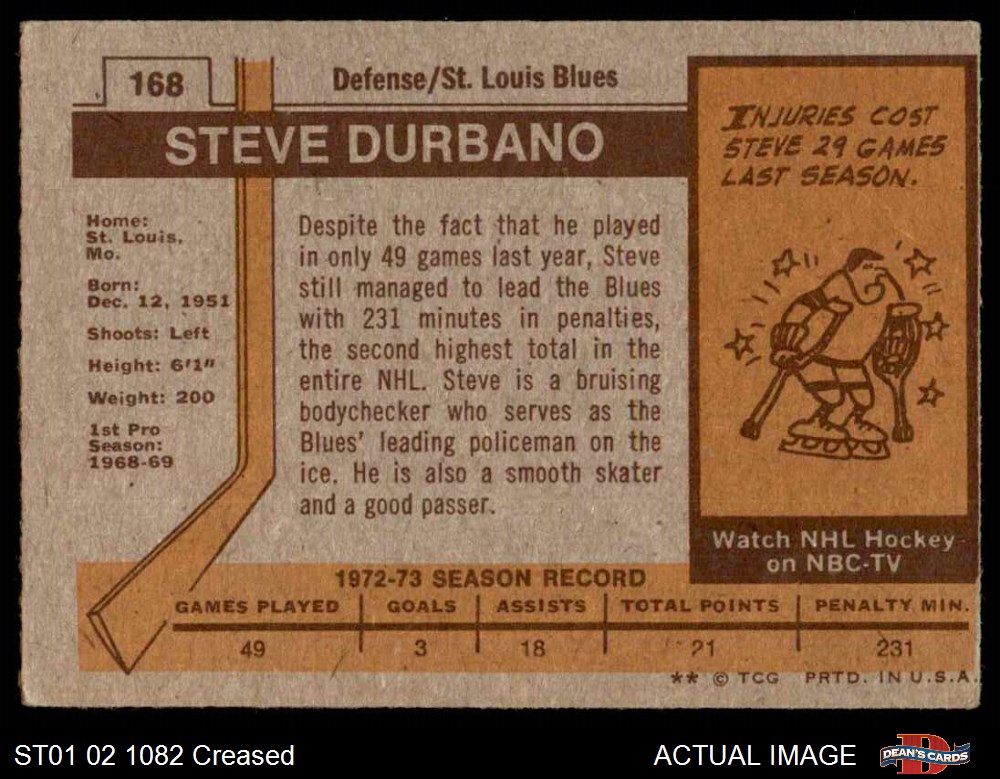 168
Defense/St. Louis Blues
STEVE DURBANO
Home:
St. Louis,
Mo.
Born:
Dec. 12, 1951
Shoots: Left
Height: 6'1"
Weight: 200
1st Pro
Season:
1968-69
Despite the fact that he played
in only 49 games last year, Steve
still managed to lead the Blues
with 231 minutes in penalties,
the second highest total in the
entire NHL. Steve is a bruising
bodychecker who serves as the
Blues' leading policeman on the
ice. He is also a smooth skater
and a good passer.
INJURIES COST
STEVE 29 GAMES
LAST SEASON.
Watch NHL Hockey
on NBC-TV
1972-73 SEASON RECORD
GAMES PLAYED GOALS ASSISTS TOTAL POINTS PENALTY MIN.
49 3 18 21 231
** © TCG PRTD. IN U.S.A.
ST01 02 1082 Creased
ACTUAL IMAGE
DEAN'S CARDS